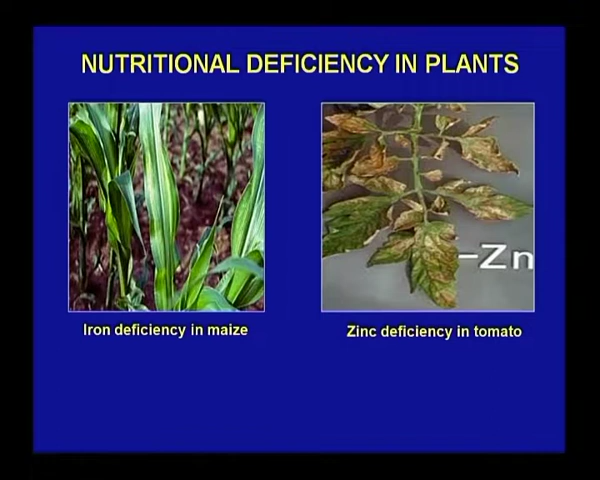 NUTRITIONAL DEFICIENCY IN PLANTS
-Zn
Iron deficiency in maize
Zinc deficiency in tomato